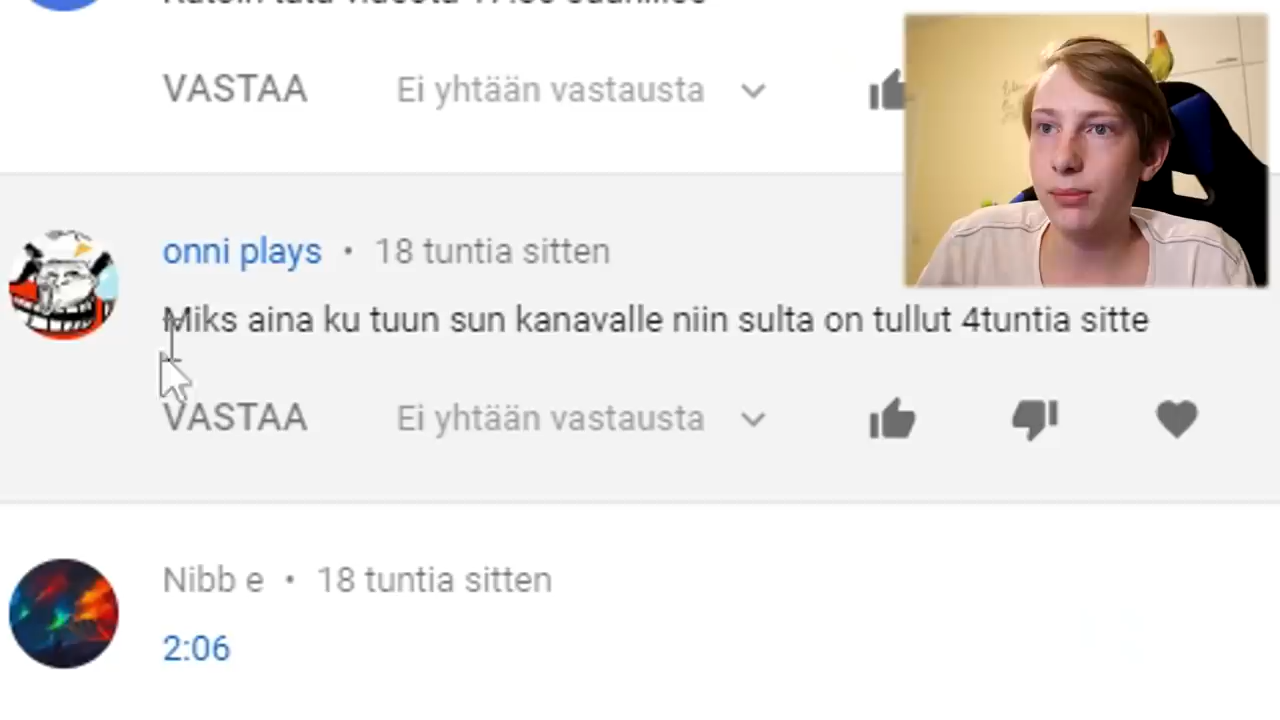 VASTAA Ei yhtään vastausta
onni plays • 18 tuntia sitten
Miks aina ku tuun sun kanavalle niin sulta on tullut 4tuntia sitte
VASTAA Ei yhtään vastausta
Nibb e • 18 tuntia sitten
2:06